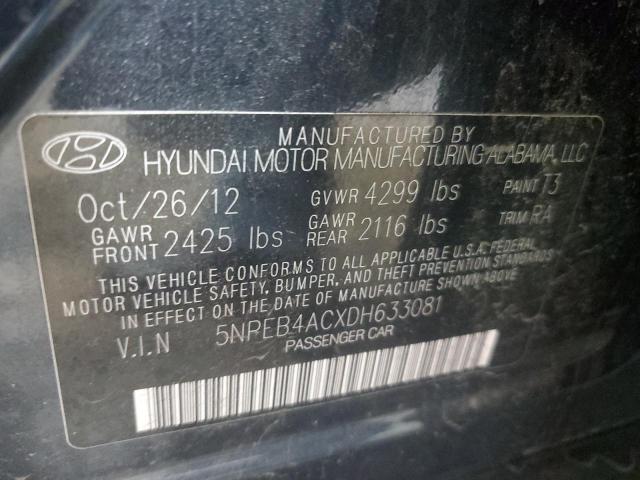 MANUFACTURED BY
HYUNDAI MOTOR MANUFACTURING ALABAMA, LLC
Oct/26/12 GVWR 4299 lbs PAINT T3
GAWR FRONT 2425 lbs GAWR REAR 2116 lbs TRIM RA
THIS VEHICLE CONFORMS TO ALL APPLICABLE U.S.A. FEDERAL
MOTOR VEHICLE SAFETY, BUMPER, AND THEFT PREVENTION STANDARDS
IN EFFECT ON THE DATE OF MANUFACTURE SHOWN ABOVE.
V.I.N 5NPEB4ACXDH633081
PASSENGER CAR